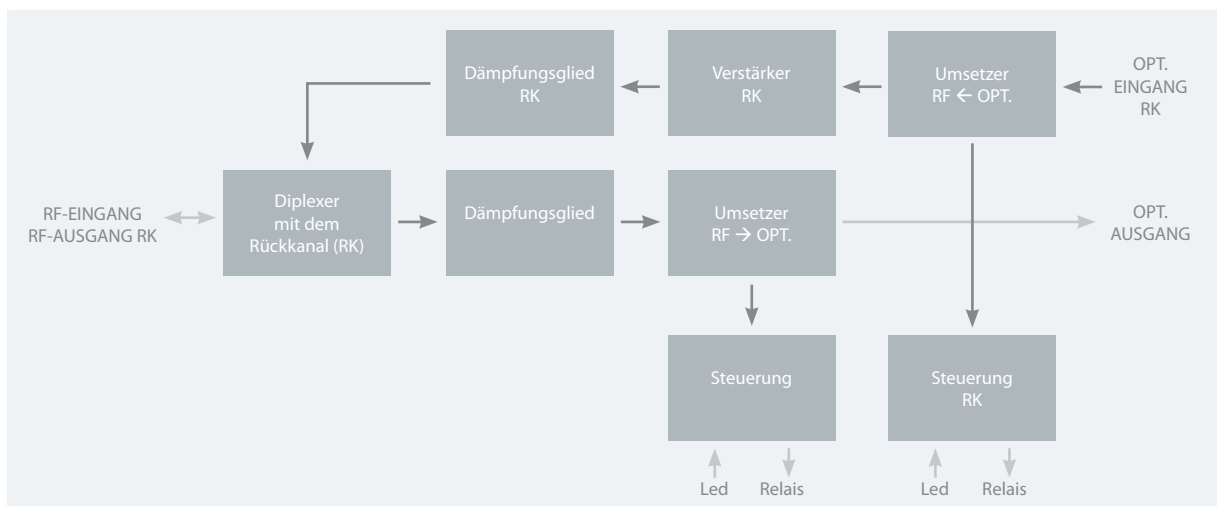 Dämpfungsglied
RK
Verstärker
RK
Umsetzer
RF ← OPT.
OPT.
EINGANG
RK
RF-EINGANG
RF-AUSGANG RK
Diplexer
mit dem
Rückkanal (RK)
Dämpfungsglied
Umsetzer
RF → OPT.
OPT.
AUSGANG
Steuerung
Steuerung
RK
Led
Relais
Led
Relais